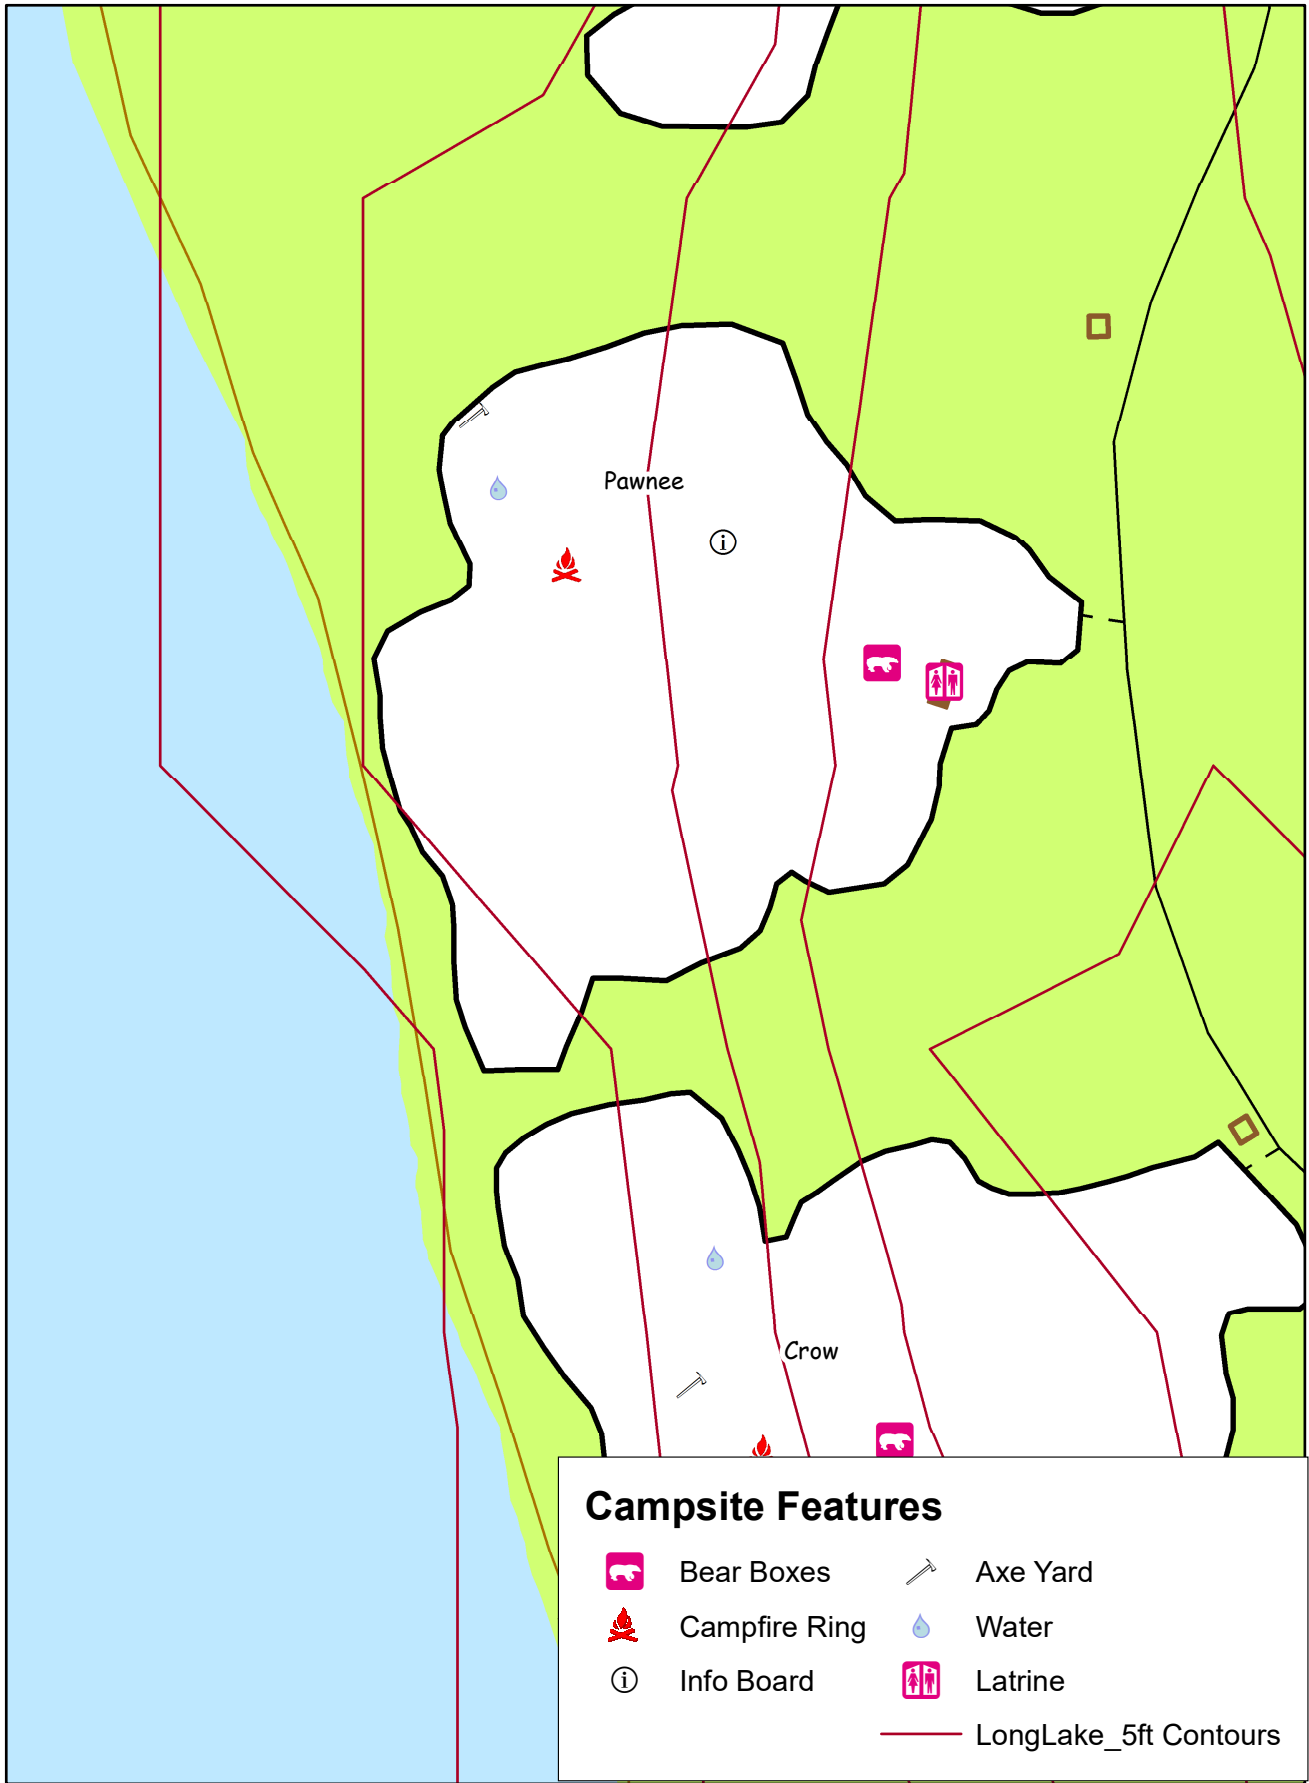 Pawnee
Crow
Campsite Features
Bear Boxes
Axe Yard
Campfire Ring
Water
Info Board
Latrine
LongLake_5ft Contours